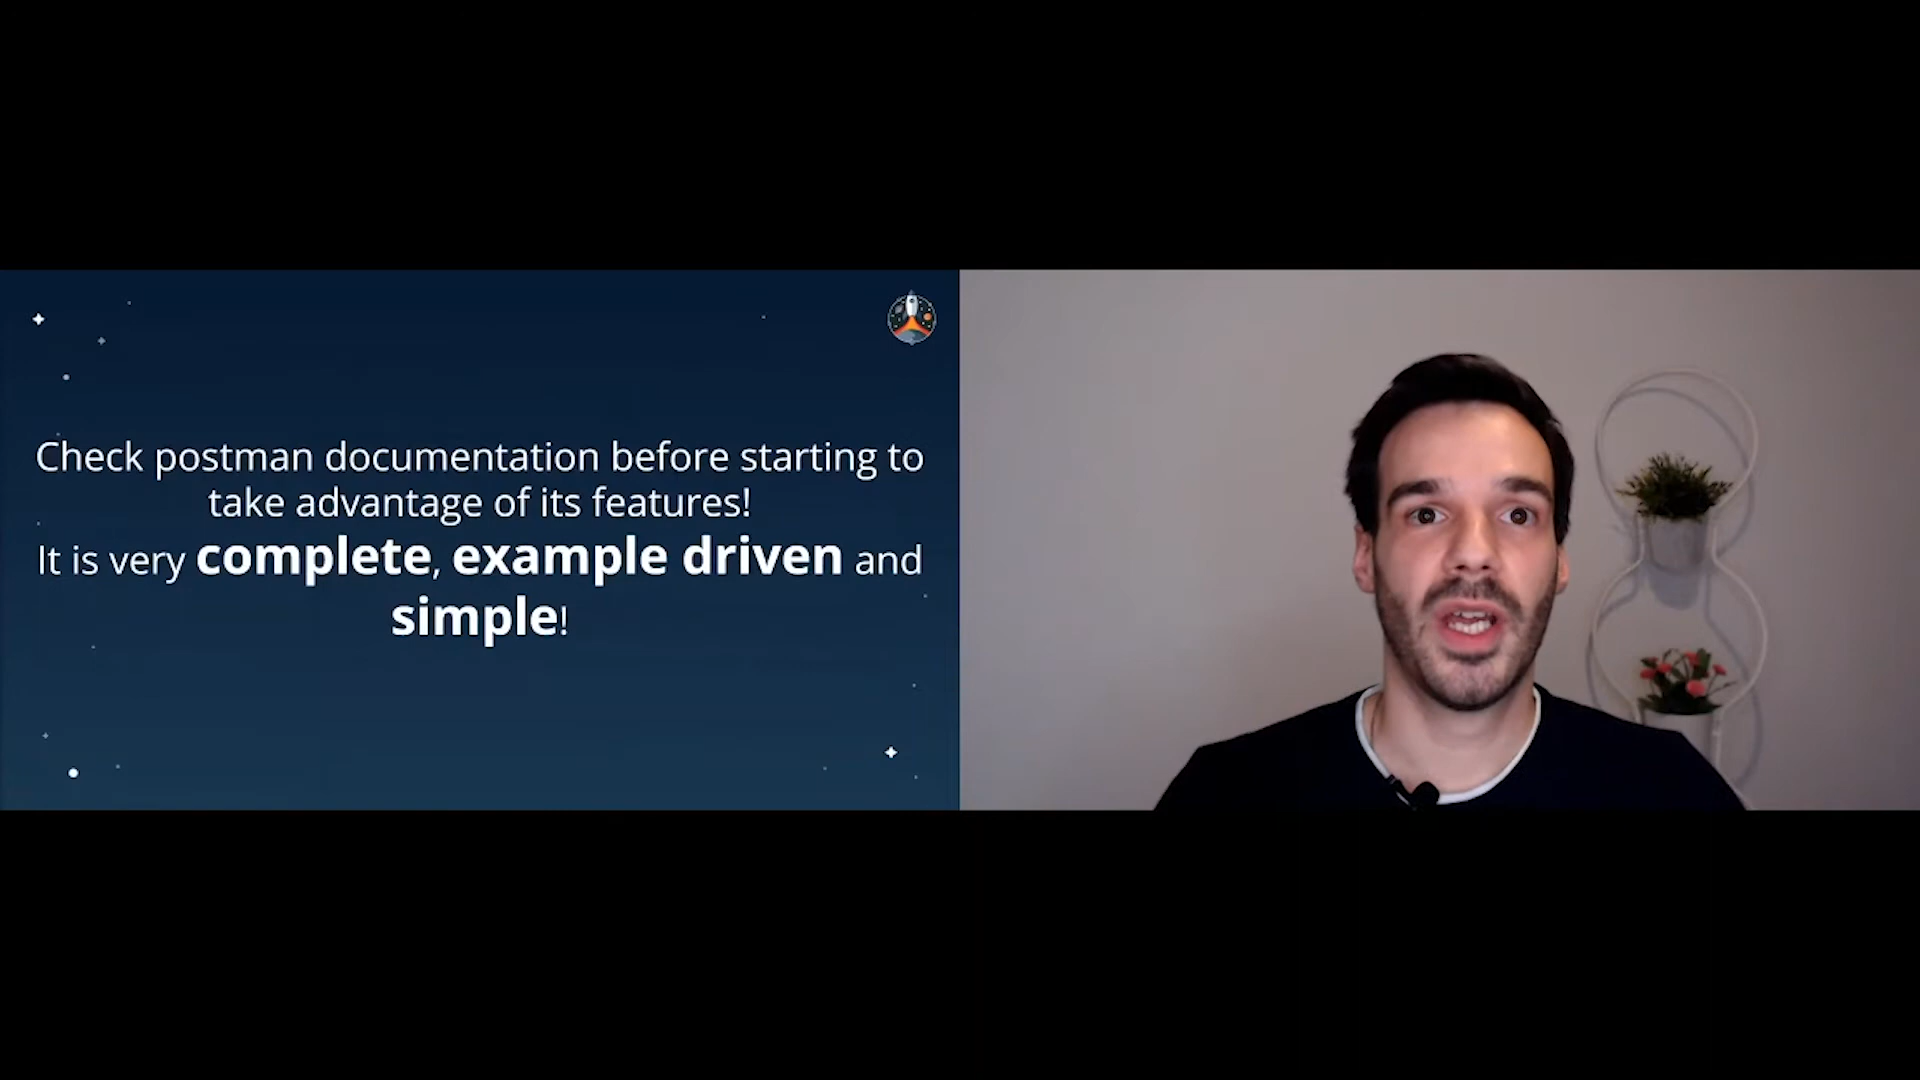 Check postman documentation before starting to
take advantage of its features!
It is very complete, example driven and
simple!